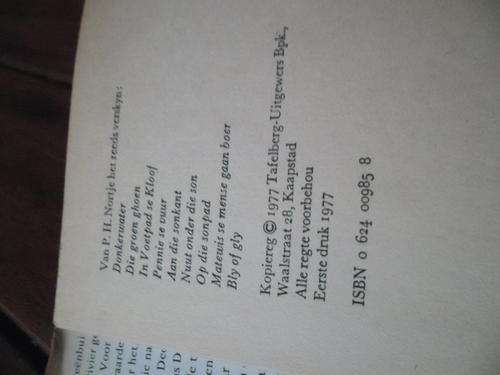 Van P. H. Nortje het reeds verskyn:
Donkerwater
Die groen ghoen
In Voetpad se Kloof
Pennie se vuur
Aan die sonkant
Nuut onder die son
Op die sonpad
Matewis se mense gaan boer
Bly of gly
Kopiereg © 1977 Tafelberg-Uitgewers Bpk.,
Waalstraat 28, Kaapstad
Alle regte voorbehou
Eerste druk 1977
ISBN 0 624 00985 8